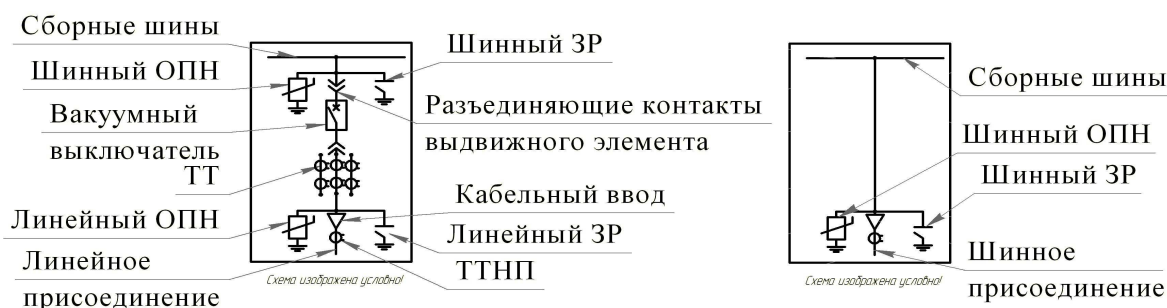 Сборные шины
Шинный ОПН
Вакуумный
выключатель
ТТ
Линейный ОПН
Линейное
присоединение
Шинный ЗР
Разъединяющие контакты
выдвижного элемента
Кабельный ввод
Линейный ЗР
ТТНП
Схема изображена условно!
Сборные шины
Шинный ОПН
Шинный ЗР
Шинное
присоединение
Схема изображена условно!